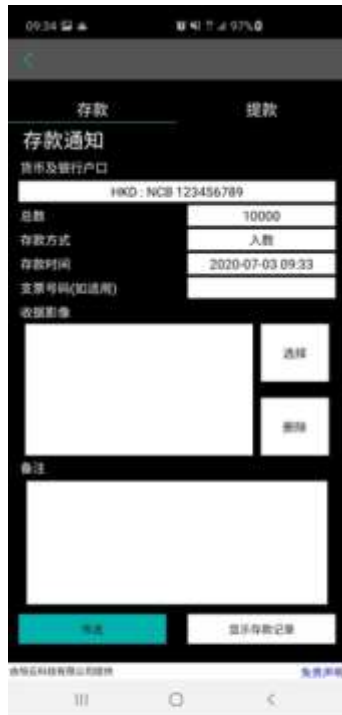 09:34 97%
存款 提款
存款通知
货币及银行户口
HKD : NCB 123456789
总数 10000
存款方式 入数
存款时间 2020-07-03 09:33
支票号码(如适用)
收据影像
选择
删除
备注
传送 显示存款记录
免责声明